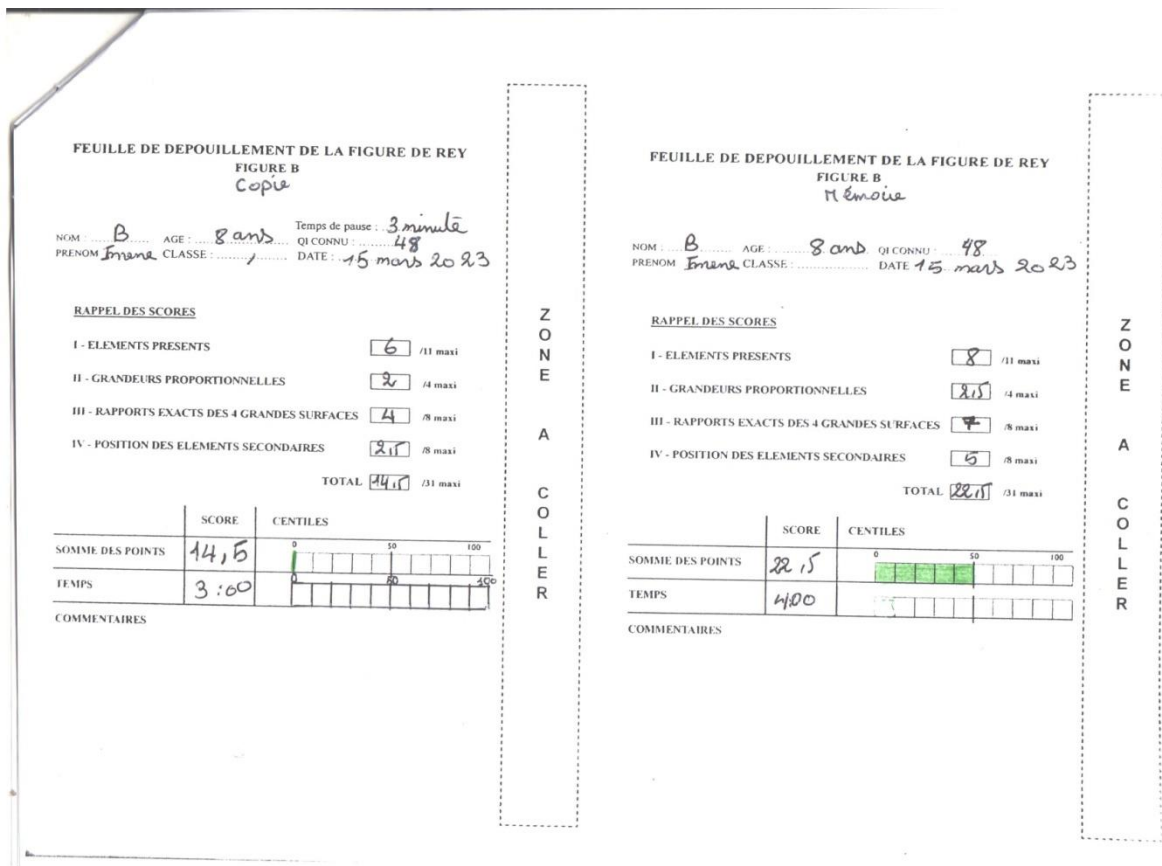 FEUILLE DE DEPOUILLEMENT DE LA FIGURE DE REY
FIGURE B
Copie
Temps de pause : 3 minute
NOM : B AGE : 8 ans QI CONNU : 48
PRENOM Imene CLASSE : / DATE : 15 mars 2023
RAPPEL DES SCORES
I - ELEMENTS PRESENTS 6 /11 maxi
II - GRANDEURS PROPORTIONNELLES 2 /4 maxi
III - RAPPORTS EXACTS DES 4 GRANDES SURFACES 4 /8 maxi
IV - POSITION DES ELEMENTS SECONDAIRES 2,5 /8 maxi
TOTAL 14,5 /31 maxi
SCORE CENTILES
0 50 100
SOMME DES POINTS 14,5
0 50 100
TEMPS 3:00
COMMENTAIRES
ZONE A COLLER
FEUILLE DE DEPOUILLEMENT DE LA FIGURE DE REY
FIGURE B
Mémoire
NOM : B AGE : 8 ans QI CONNU : 48
PRENOM Imene CLASSE : DATE 15 mars 2023
RAPPEL DES SCORES
I - ELEMENTS PRESENTS 8 /11 maxi
II - GRANDEURS PROPORTIONNELLES 2,5 /4 maxi
III - RAPPORTS EXACTS DES 4 GRANDES SURFACES 7 /8 maxi
IV - POSITION DES ELEMENTS SECONDAIRES 5 /8 maxi
TOTAL 22,5 /31 maxi
SCORE CENTILES
0 50 100
SOMME DES POINTS 22,5
TEMPS 4:00
COMMENTAIRES
ZONE A COLLER